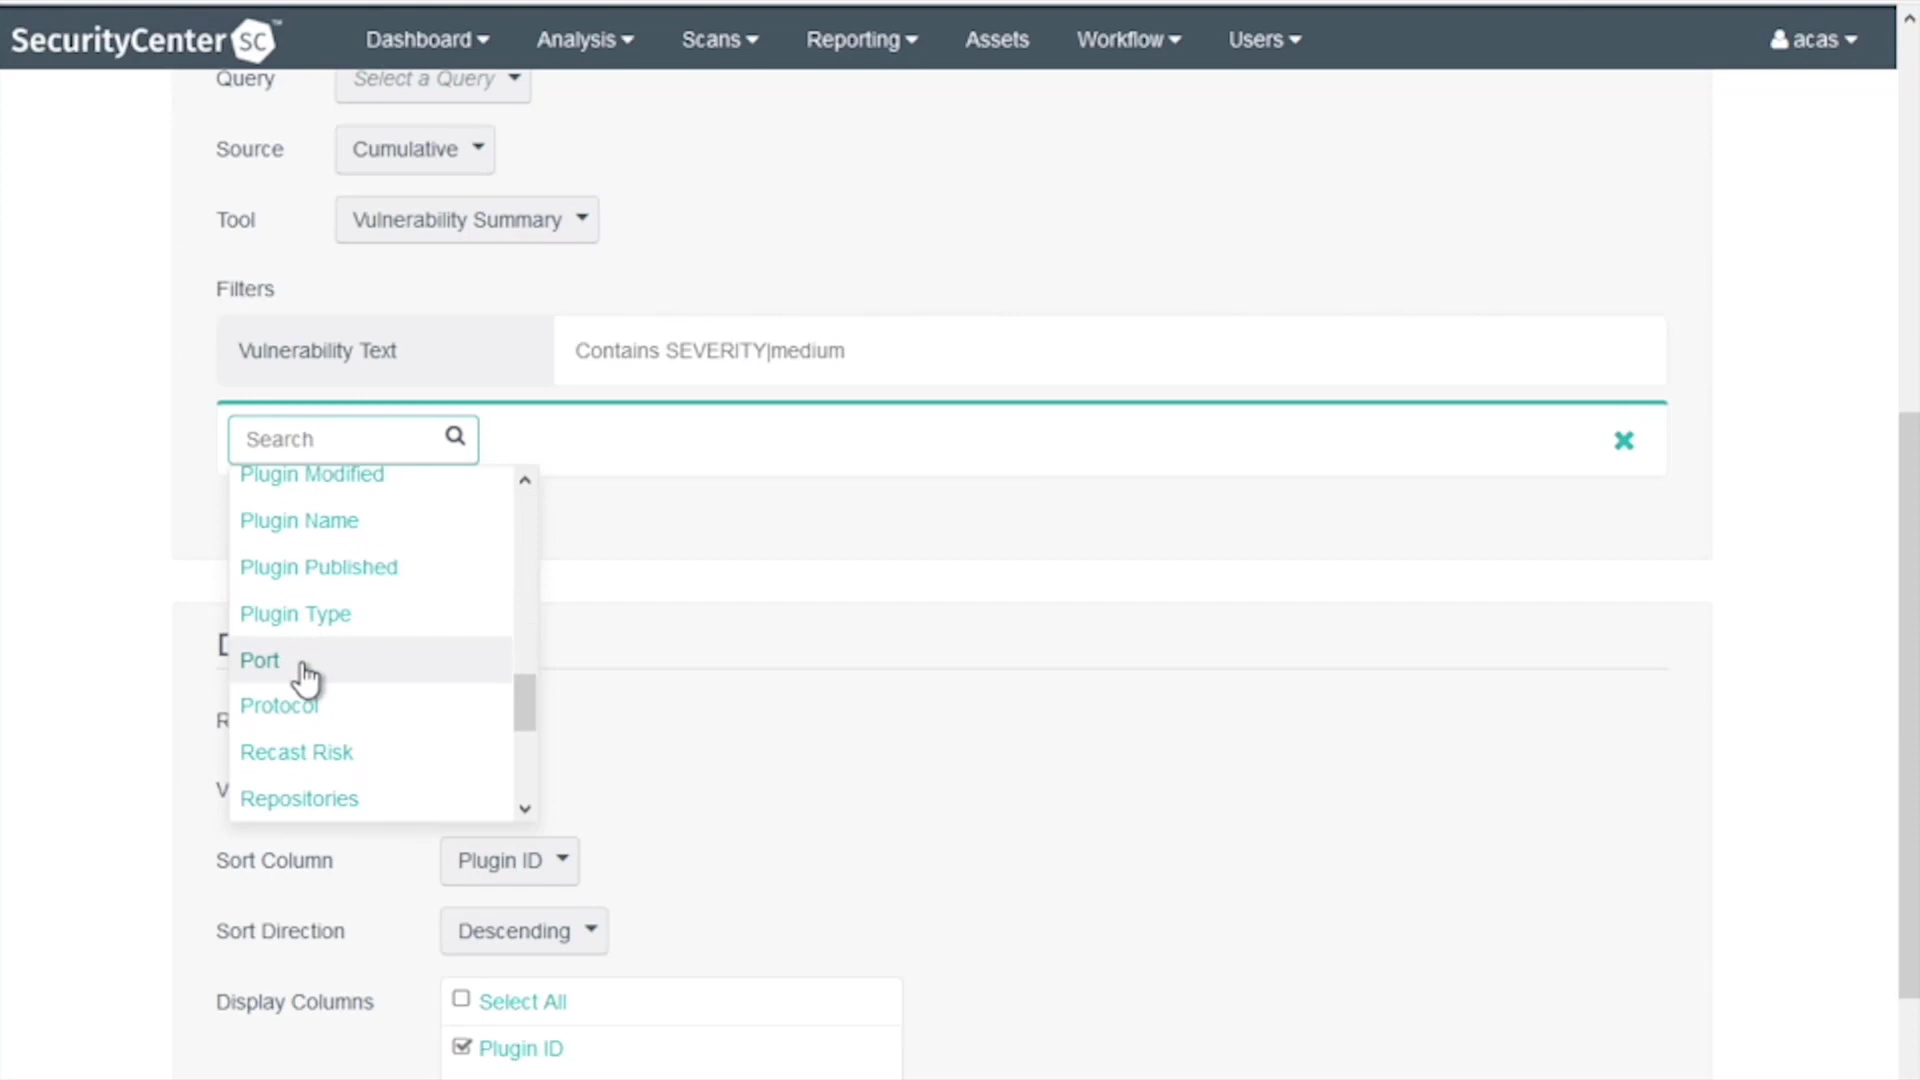 SecurityCenter SC™ Dashboard Analysis Scans Reporting Assets Workflow Users acas
Query Select a Query
Source Cumulative
Tool Vulnerability Summary
Filters
Vulnerability Text Contains SEVERITY|medium
Search
Plugin Modified
Plugin Name
Plugin Published
Plugin Type
Port
Protocol
Recast Risk
Repositories
Sort Column Plugin ID
Sort Direction Descending
Display Columns Select All
Plugin ID